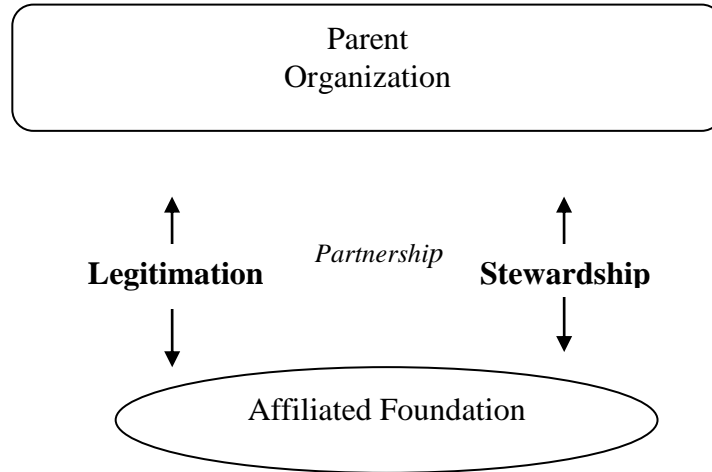 Parent
Organization
Partnership
Legitimation
Stewardship
Affiliated Foundation